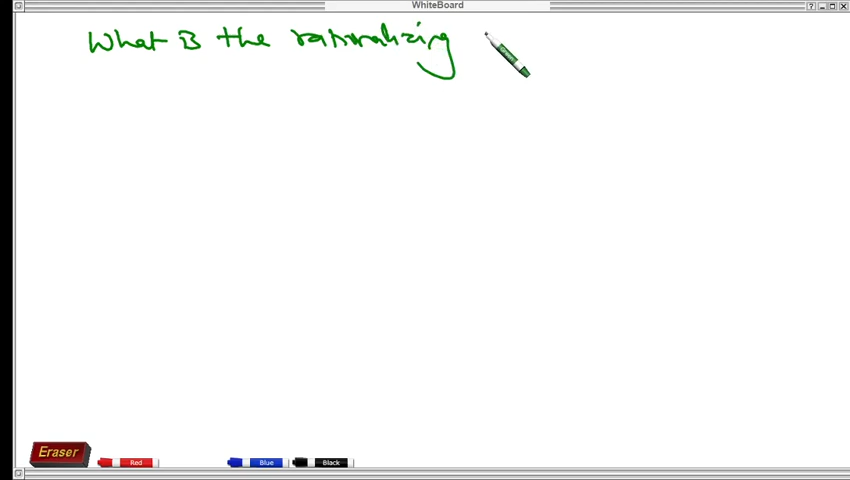 WhiteBoard
What is the rationalizing
Eraser
Red
Blue
Black